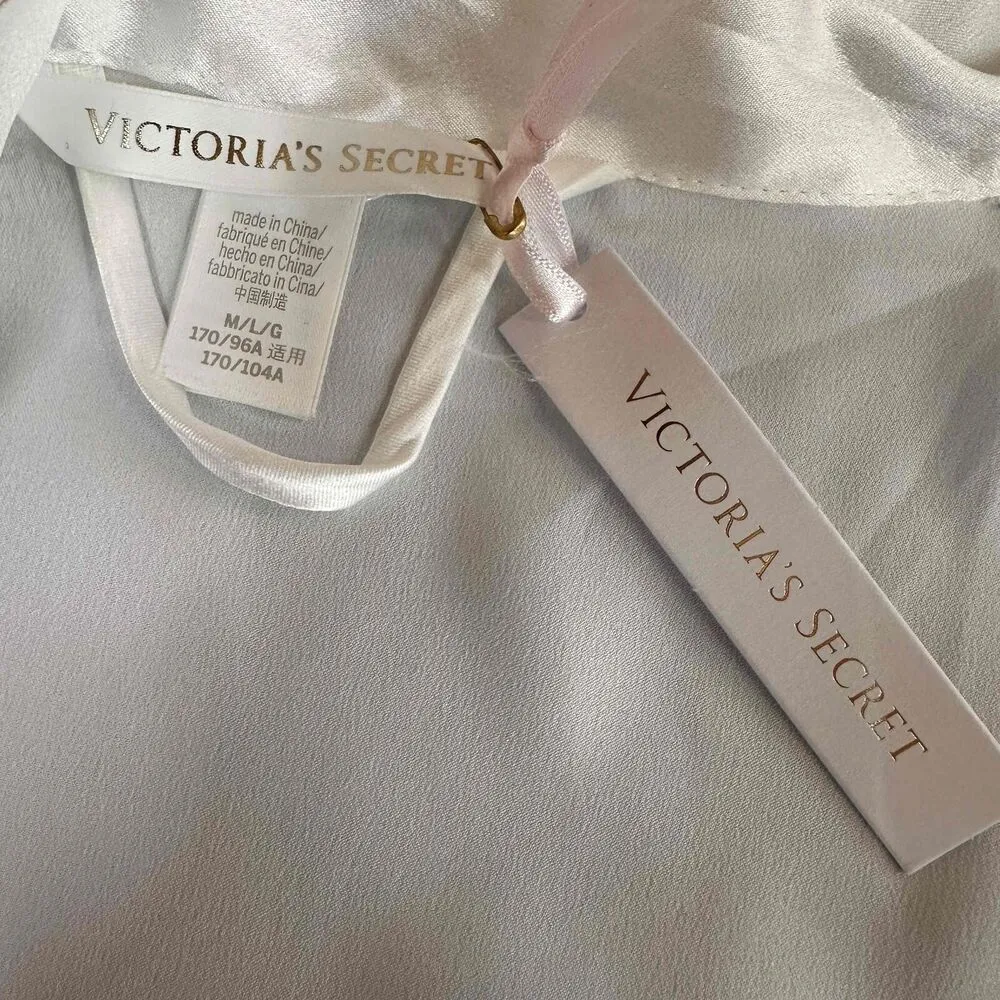 VICTORIA'S SECRET
made in China/
fabriqué en Chine/
hecho en China/
fabbricato in Cina/
中国制造
M/L/G
170/96A 适用
170/104A
VICTORIA'S SECRET